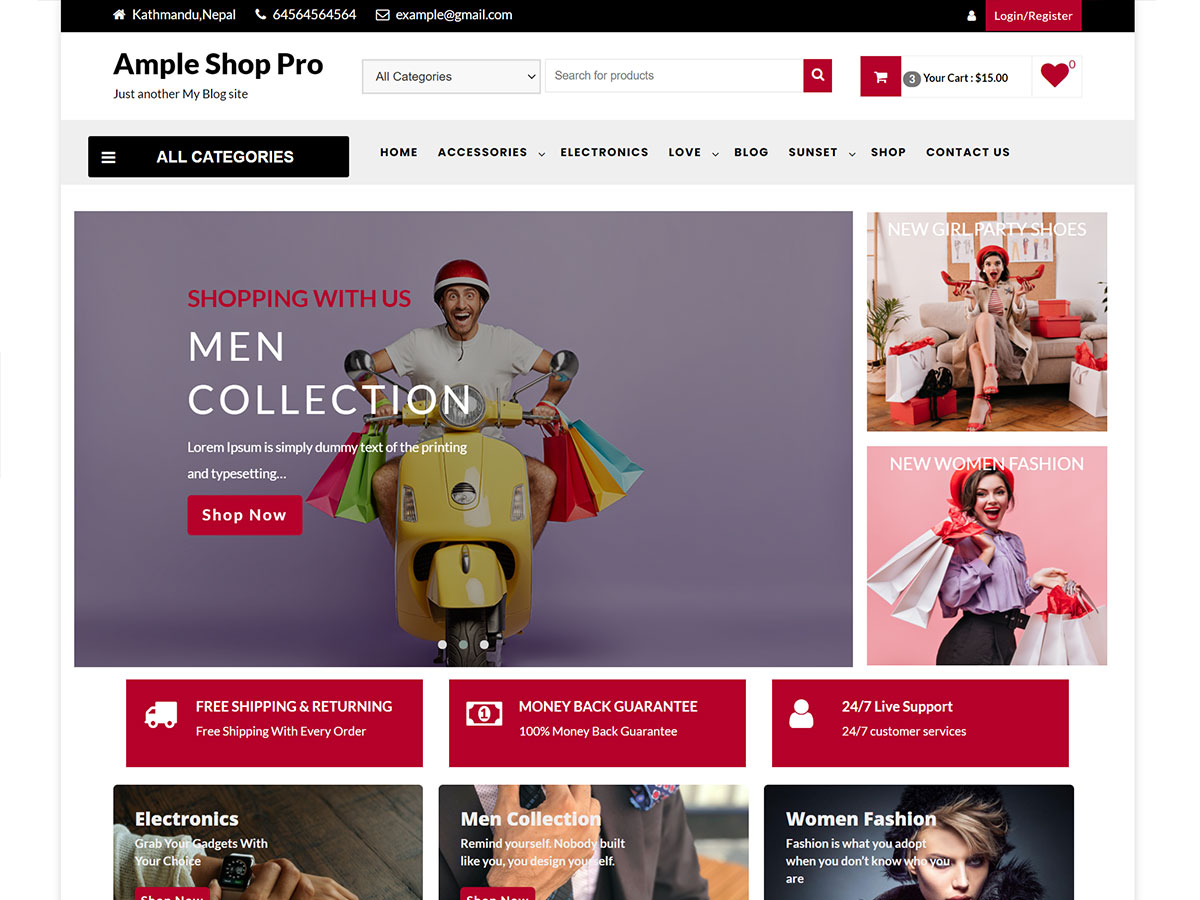 Kathmandu,Nepal 64564564564 example@gmail.com Login/Register
Ample Shop Pro
Just another My Blog site
All Categories Search for products 3 Your Cart : $15.00 0
ALL CATEGORIES HOME ACCESSORIES ELECTRONICS LOVE BLOG SUNSET SHOP CONTACT US
SHOPPING WITH US
MEN
COLLECTION
Lorem Ipsum is simply dummy text of the printing
and typesetting...
Shop Now
NEW GIRL PARTY SHOES
NEW WOMEN FASHION
FREE SHIPPING & RETURNING
Free Shipping With Every Order
MONEY BACK GUARANTEE
100% Money Back Guarantee
24/7 Live Support
24/7 customer services
Electronics
Grab Your Gadgets With
Your Choice
Shop Now
Men Collection
Remind yourself. Nobody built
like you, you design yourself.
Shop Now
Women Fashion
Fashion is what you adopt
when you don't know who you
are